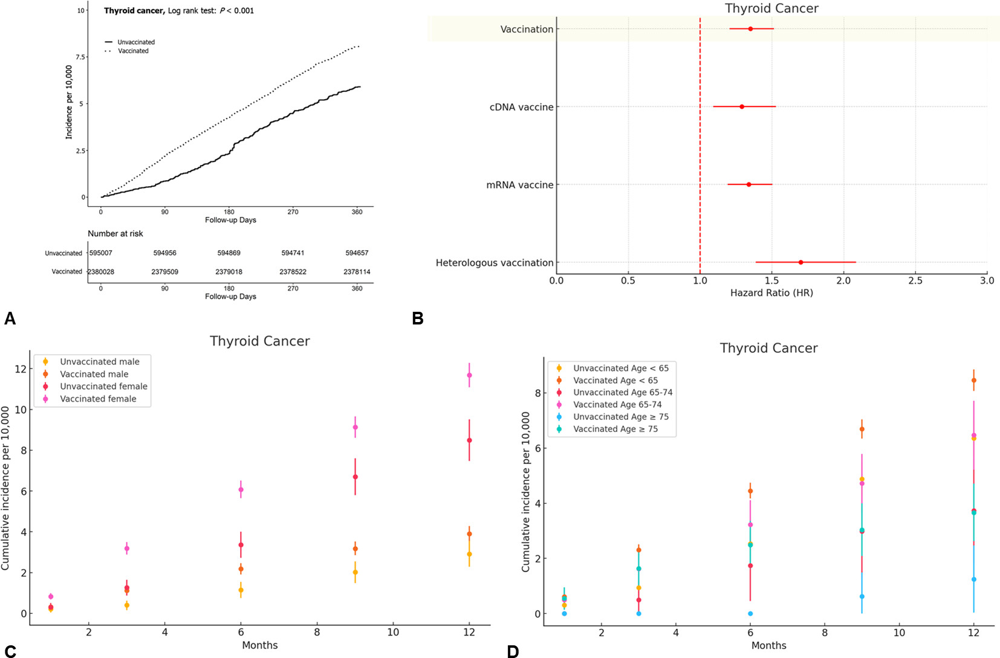 Thyroid cancer, Log rank test: P < 0.001
Unvaccinated
Vaccinated
10
7.5
5
2.5
0
Incidence per 10,000
0 90 180 270 360
Follow-up Days
Number at risk
Unvaccinated 595007 594956 594869 594741 594657
Vaccinated 2380028 2379509 2379018 2378522 2378114
0 90 180 270 360
Follow-up Days
A
Thyroid Cancer
Vaccination
cDNA vaccine
mRNA vaccine
Heterologous vaccination
0.0 0.5 1.0 1.5 2.0 2.5 3.0
Hazard Ratio (HR)
B
Thyroid Cancer
Unvaccinated male
Vaccinated male
Unvaccinated female
Vaccinated female
12
10
8
6
4
2
0
Cumulative incidence per 10,000
2 4 6 8 10 12
Months
C
Thyroid Cancer
Unvaccinated Age < 65
Vaccinated Age < 65
Unvaccinated Age 65-74
Vaccinated Age 65-74
Unvaccinated Age ≥ 75
Vaccinated Age ≥ 75
8
6
4
2
0
Cumulative incidence per 10,000
2 4 6 8 10 12
Months
D